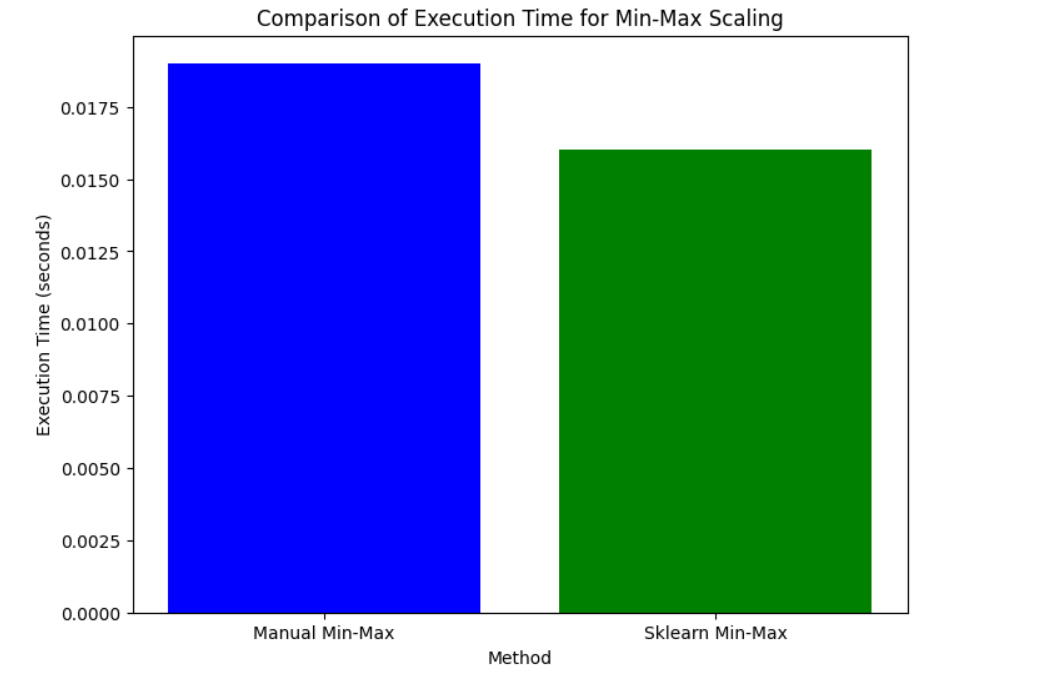 Comparison of Execution Time for Min-Max Scaling
Execution Time (seconds)
0.0175
0.0150
0.0125
0.0100
0.0075
0.0050
0.0025
0.0000
Manual Min-Max
Sklearn Min-Max
Method